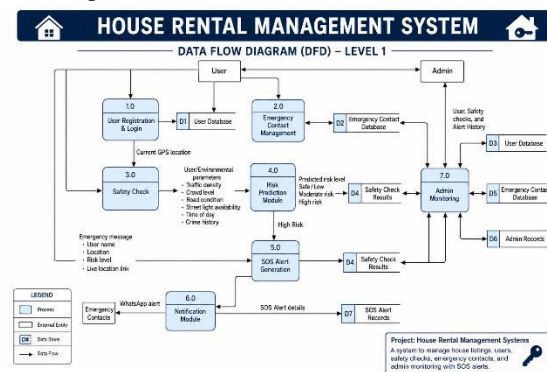 HOUSE RENTAL MANAGEMENT SYSTEM
DATA FLOW DIAGRAM (DFD) – LEVEL 1
User
Admin
1.0
User Registration
& Login
D1 User Database
2.0
Emergency
Contact
Management
D2 Emergency Contact
Database
User, Safety
checks, and
Alert History
D3 User Database
Current GPS location
3.0
Safety Check
User/Environmental
parameters
• Traffic density
• Crowd level
• Road condition
• Street light availability
• Time of day
• Crime history
4.0
Risk
Prediction
Module
Predicted risk level
Safe / Low
Moderate risk
High risk
D4 Safety Check
Results
7.0
Admin
Monitoring
D5 Emergency Contact
Database
D6 Admin Records
High Risk
Emergency message
• User name
• Location
• Risk level
• Live location link
5.0
SOS Alert
Generation
D4 Safety Check
Results
LEGEND
Process
External Entity
D# Data Store
Data Flow
Emergency
Contacts
WhatsApp alert
6.0
Notification
Module
SOS Alert details
D7 SOS Alert
Records
Project: House Rental Management Systems
A system to manage house listings, users,
safety checks, emergency contacts, and
admin monitoring with SOS alerts.